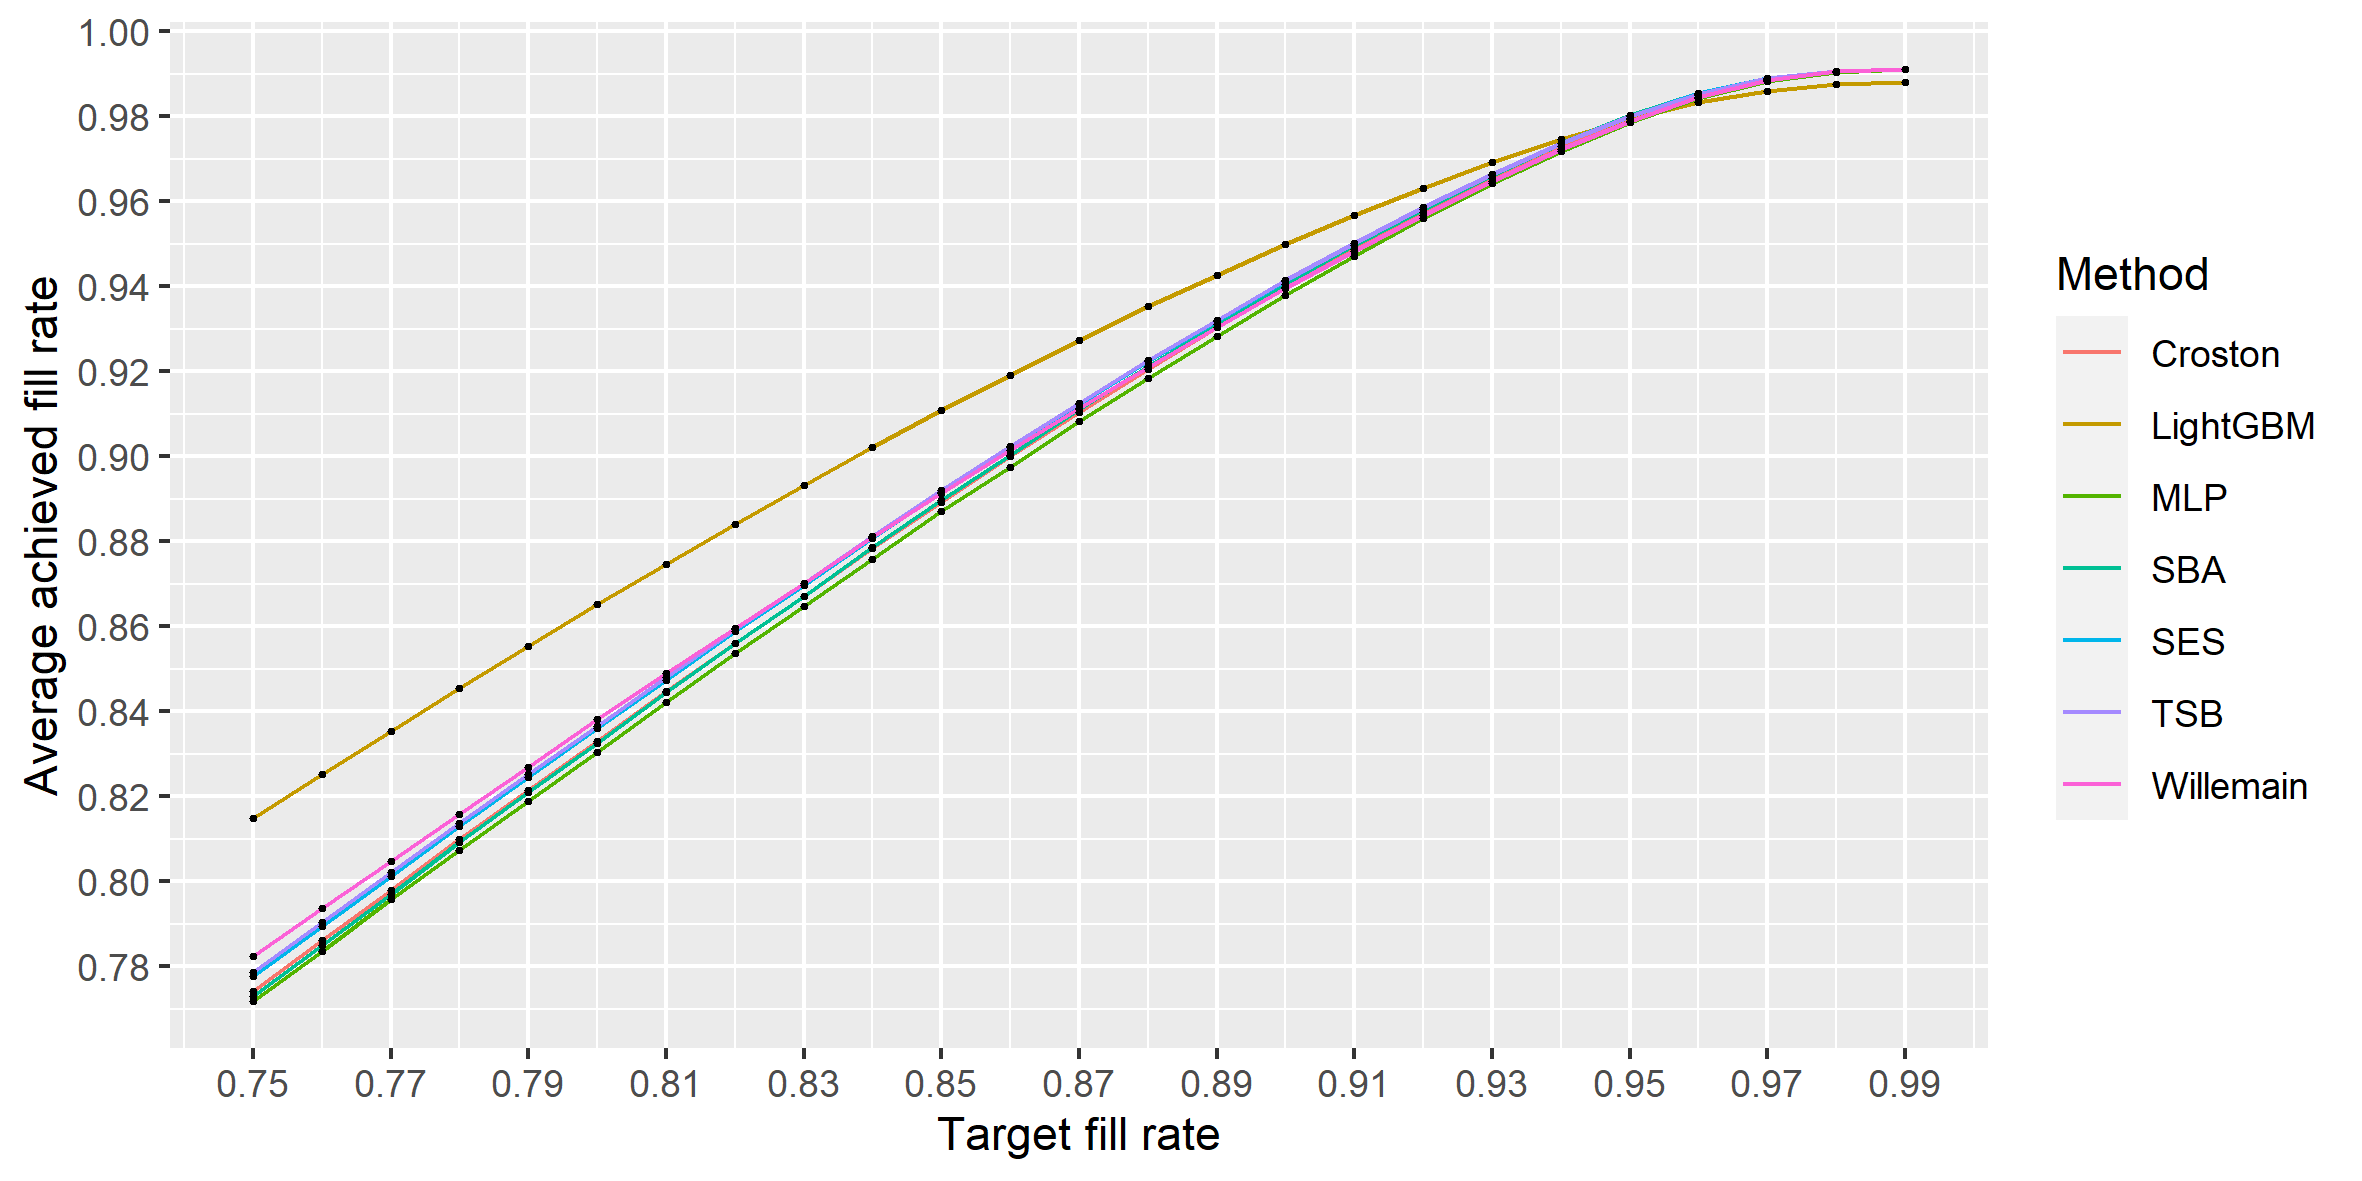 1.00
0.98
0.96
0.94
0.92
0.90
0.88
0.86
0.84
0.82
0.80
0.78
Average achieved fill rate
0.75 0.77 0.79 0.81 0.83 0.85 0.87 0.89 0.91 0.93 0.95 0.97 0.99
Target fill rate
Method
Croston
LightGBM
MLP
SBA
SES
TSB
Willemain